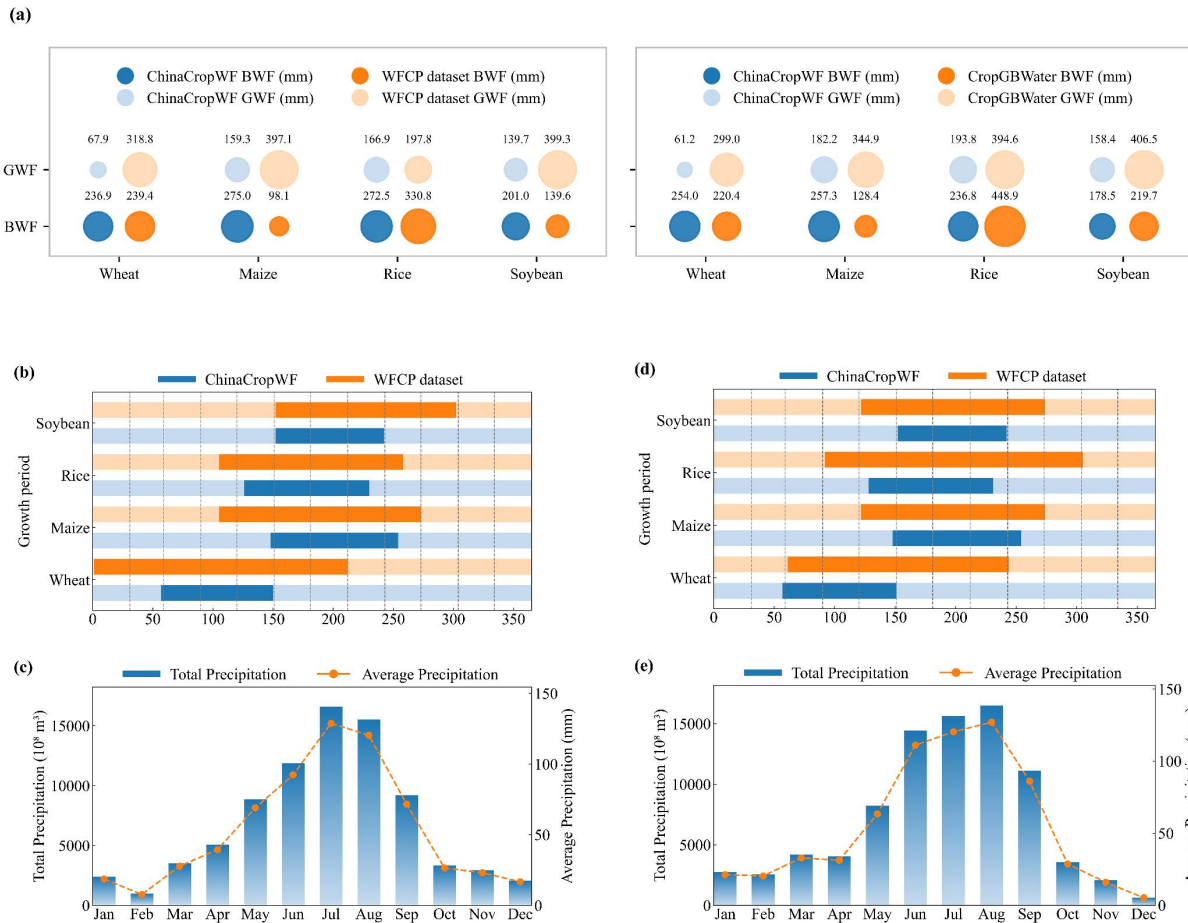 (a)
ChinaCropWF BWF (mm) WFCP dataset BWF (mm)
ChinaCropWF GWF (mm) WFCP dataset GWF (mm)
67.9 318.8 159.3 397.1 166.9 197.8 139.7 399.3
GWF
236.9 239.4 275.0 98.1 272.5 330.8 201.0 139.6
BWF
Wheat Maize Rice Soybean
ChinaCropWF BWF (mm) CropGBWater BWF (mm)
ChinaCropWF GWF (mm) CropGBWater GWF (mm)
61.2 299.0 182.2 344.9 193.8 394.6 158.4 406.5
254.0 220.4 257.3 128.4 236.8 448.9 178.5 219.7
Wheat Maize Rice Soybean
(b)
ChinaCropWF WFCP dataset
Growth period
Soybean
Rice
Maize
Wheat
0 50 100 150 200 250 300 350
(d)
ChinaCropWF WFCP dataset
Growth period
Soybean
Rice
Maize
Wheat
0 50 100 150 200 250 300 350
(c)
Total Precipitation Average Precipitation
Total Precipitation (10⁸ m³)
15000
10000
5000
0
150
100
50
0
Average Precipitation (mm)
Jan Feb Mar Apr May Jun Jul Aug Sep Oct Nov Dec
(e)
Total Precipitation Average Precipitation
Total Precipitation (10⁸ m³)
15000
10000
5000
0
150
100
50
0
Jan Feb Mar Apr May Jun Jul Aug Sep Oct Nov Dec